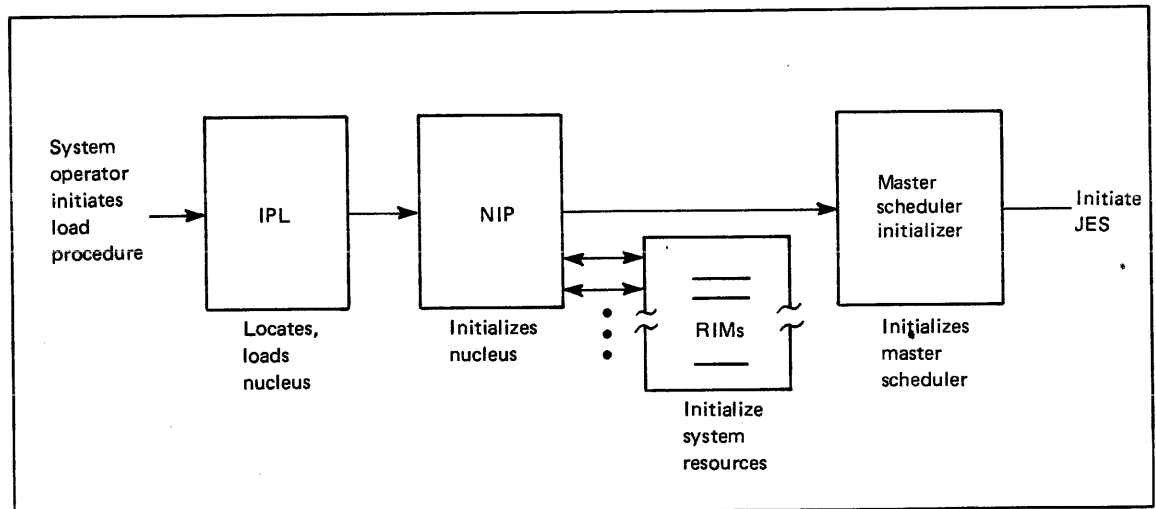 System
operator
initiates
load
procedure
IPL
Locates,
loads
nucleus
NIP
Initializes
nucleus
RIMs
Initialize
system
resources
Master
scheduler
initializer
Initializes
master
scheduler
Initiate
JES